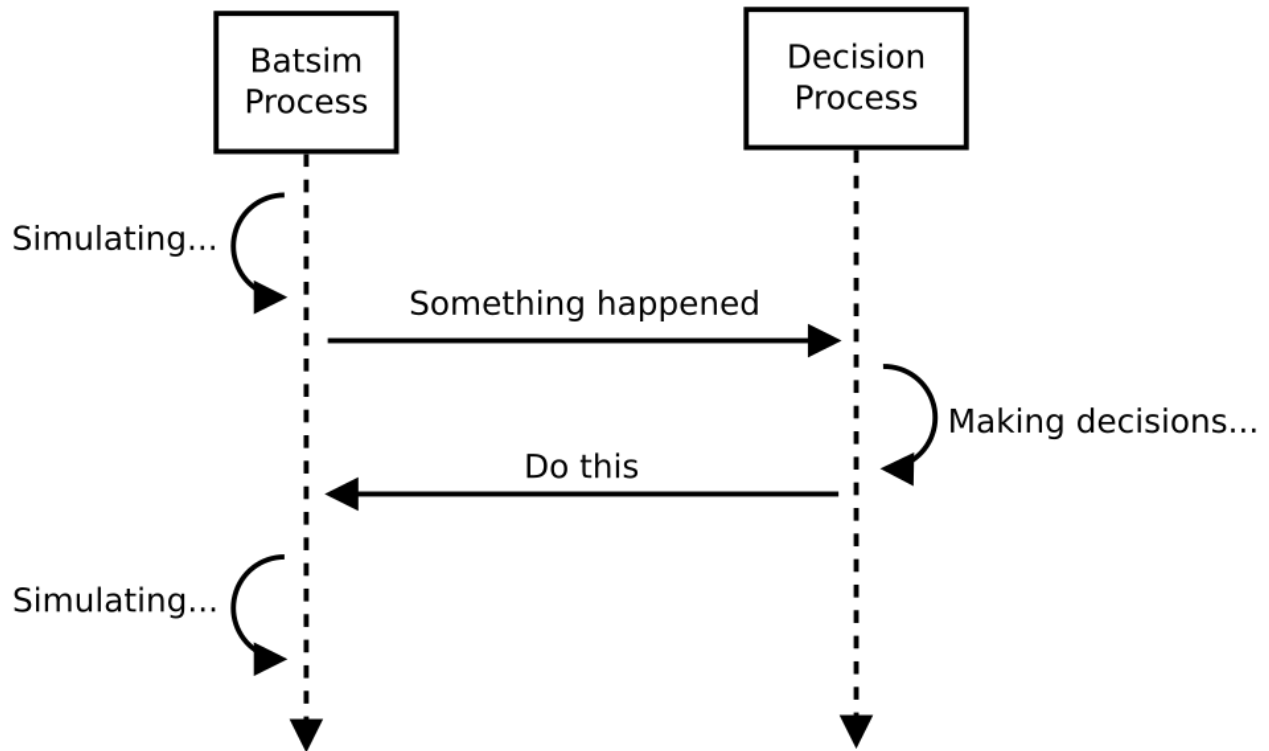 Batsim
Process
Decision
Process
Simulating...
Something happened
Making decisions...
Do this
Simulating...